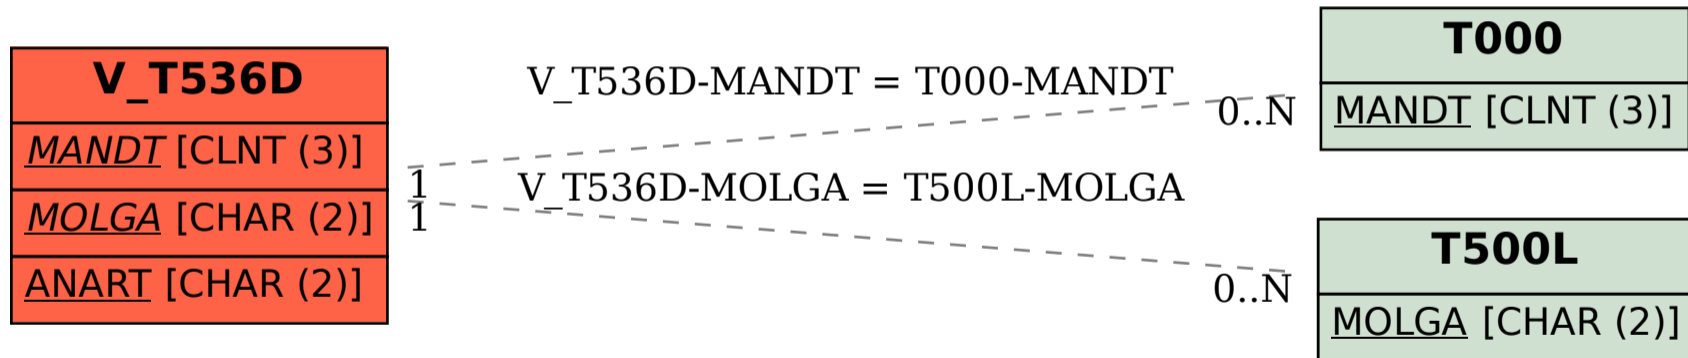 V_T536D
MANDT [CLNT (3)]
MOLGA [CHAR (2)]
ANART [CHAR (2)]
V_T536D-MANDT = T000-MANDT
0..N
1
V_T536D-MOLGA = T500L-MOLGA
1
0..N
T000
MANDT [CLNT (3)]
T500L
MOLGA [CHAR (2)]